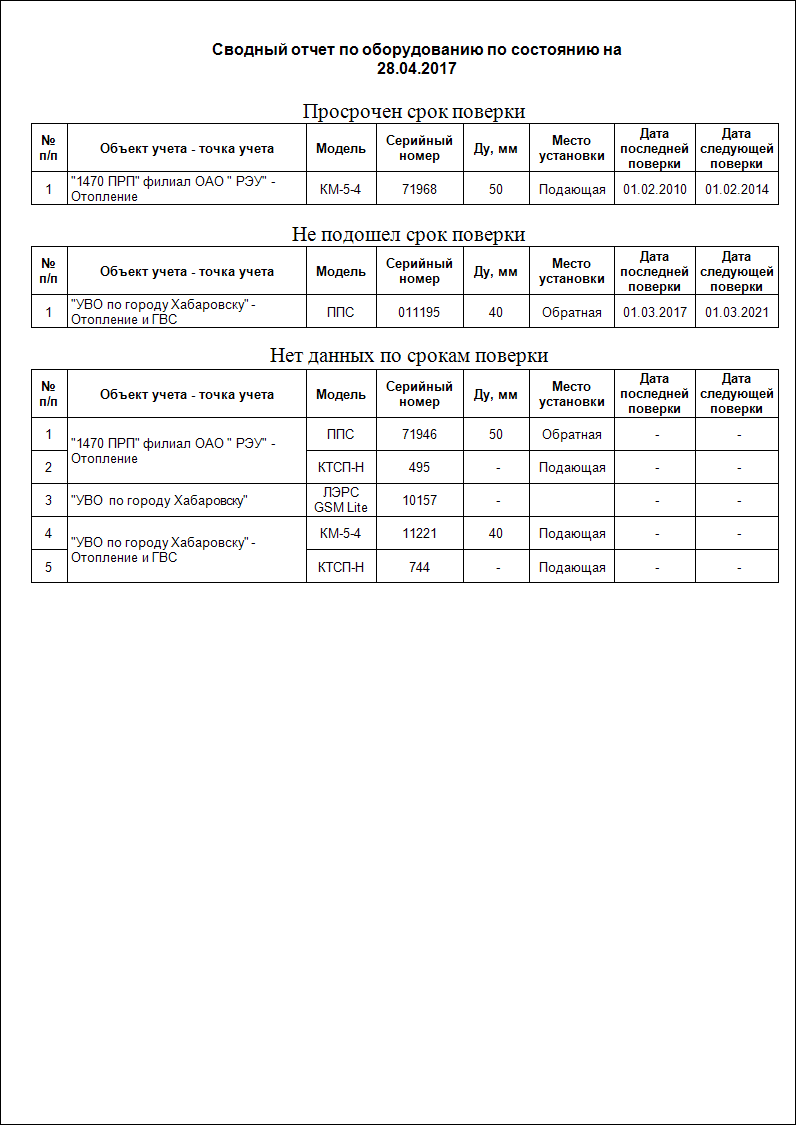 Сводный отчет по оборудованию по состоянию на
28.04.2017
Просрочен срок поверки
№ п/п Объект учета - точка учета Модель Серийный номер Ду, мм Место установки Дата последней поверки Дата следующей поверки
1 "1470 ПРП" филиал ОАО " РЭУ" - Отопление КМ-5-4 71968 50 Подающая 01.02.2010 01.02.2014
Не подошел срок поверки
№ п/п Объект учета - точка учета Модель Серийный номер Ду, мм Место установки Дата последней поверки Дата следующей поверки
1 "УВО по городу Хабаровску" - Отопление и ГВС ППС 011195 40 Обратная 01.03.2017 01.03.2021
Нет данных по срокам поверки
№ п/п Объект учета - точка учета Модель Серийный номер Ду, мм Место установки Дата последней поверки Дата следующей поверки
1 "1470 ПРП" филиал ОАО " РЭУ" - Отопление ППС 71946 50 Обратная - -
2 КТСП-Н 495 - Подающая - -
3 "УВО по городу Хабаровску" ЛЭРС GSM Lite 10157 - - -
4 "УВО по городу Хабаровску" - Отопление и ГВС КМ-5-4 11221 40 Подающая - -
5 КТСП-Н 744 - Подающая - -